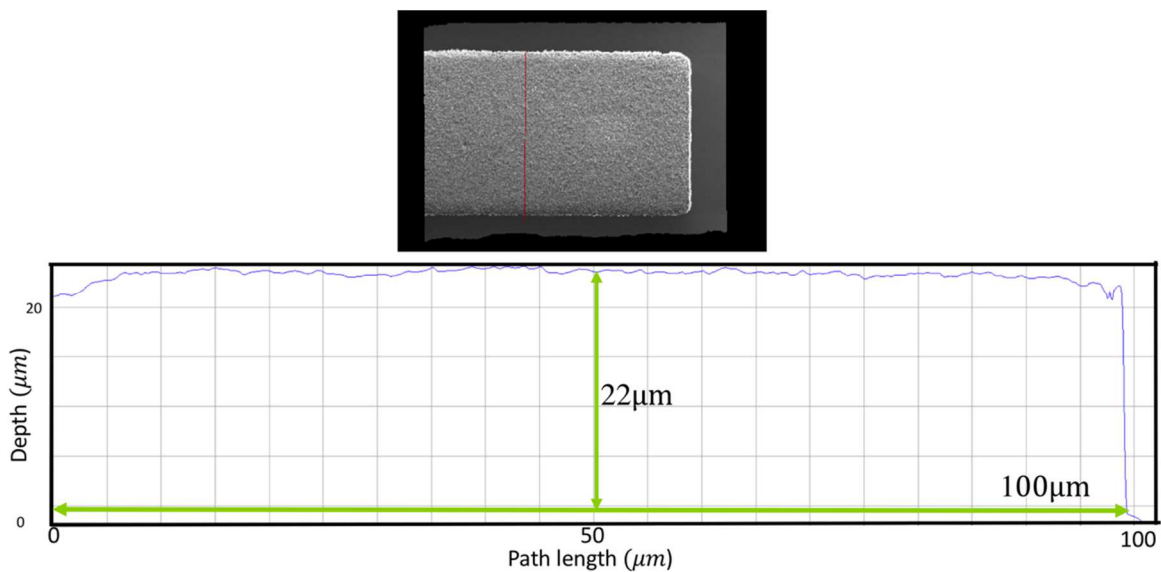 20
22μm
Depth (μm)
100μm
0
0
50
100
Path length (μm)